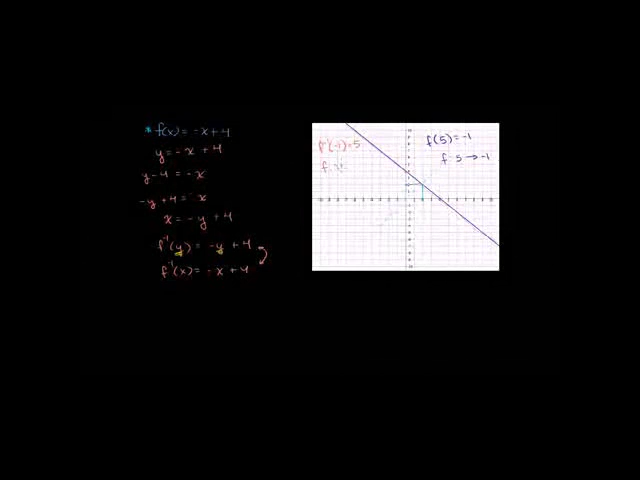 * f(x) = -x + 4
y = -x + 4
y - 4 = -x
-y + 4 = x
x = -y + 4
f⁻¹(y) = -y + 4
f⁻¹(x) = -x + 4
f⁻¹(-1) = 5
f(5) = -1
f: 5 → -1